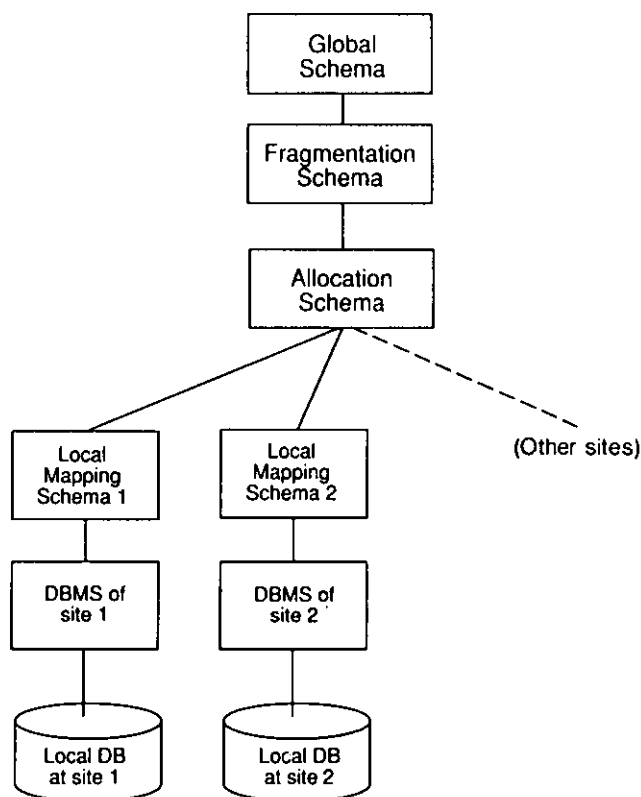 Global
Schema
Fragmentation
Schema
Allocation
Schema
Local
Mapping
Schema 1
Local
Mapping
Schema 2
(Other sites)
DBMS of
site 1
DBMS of
site 2
Local DB
at site 1
Local DB
at site 2